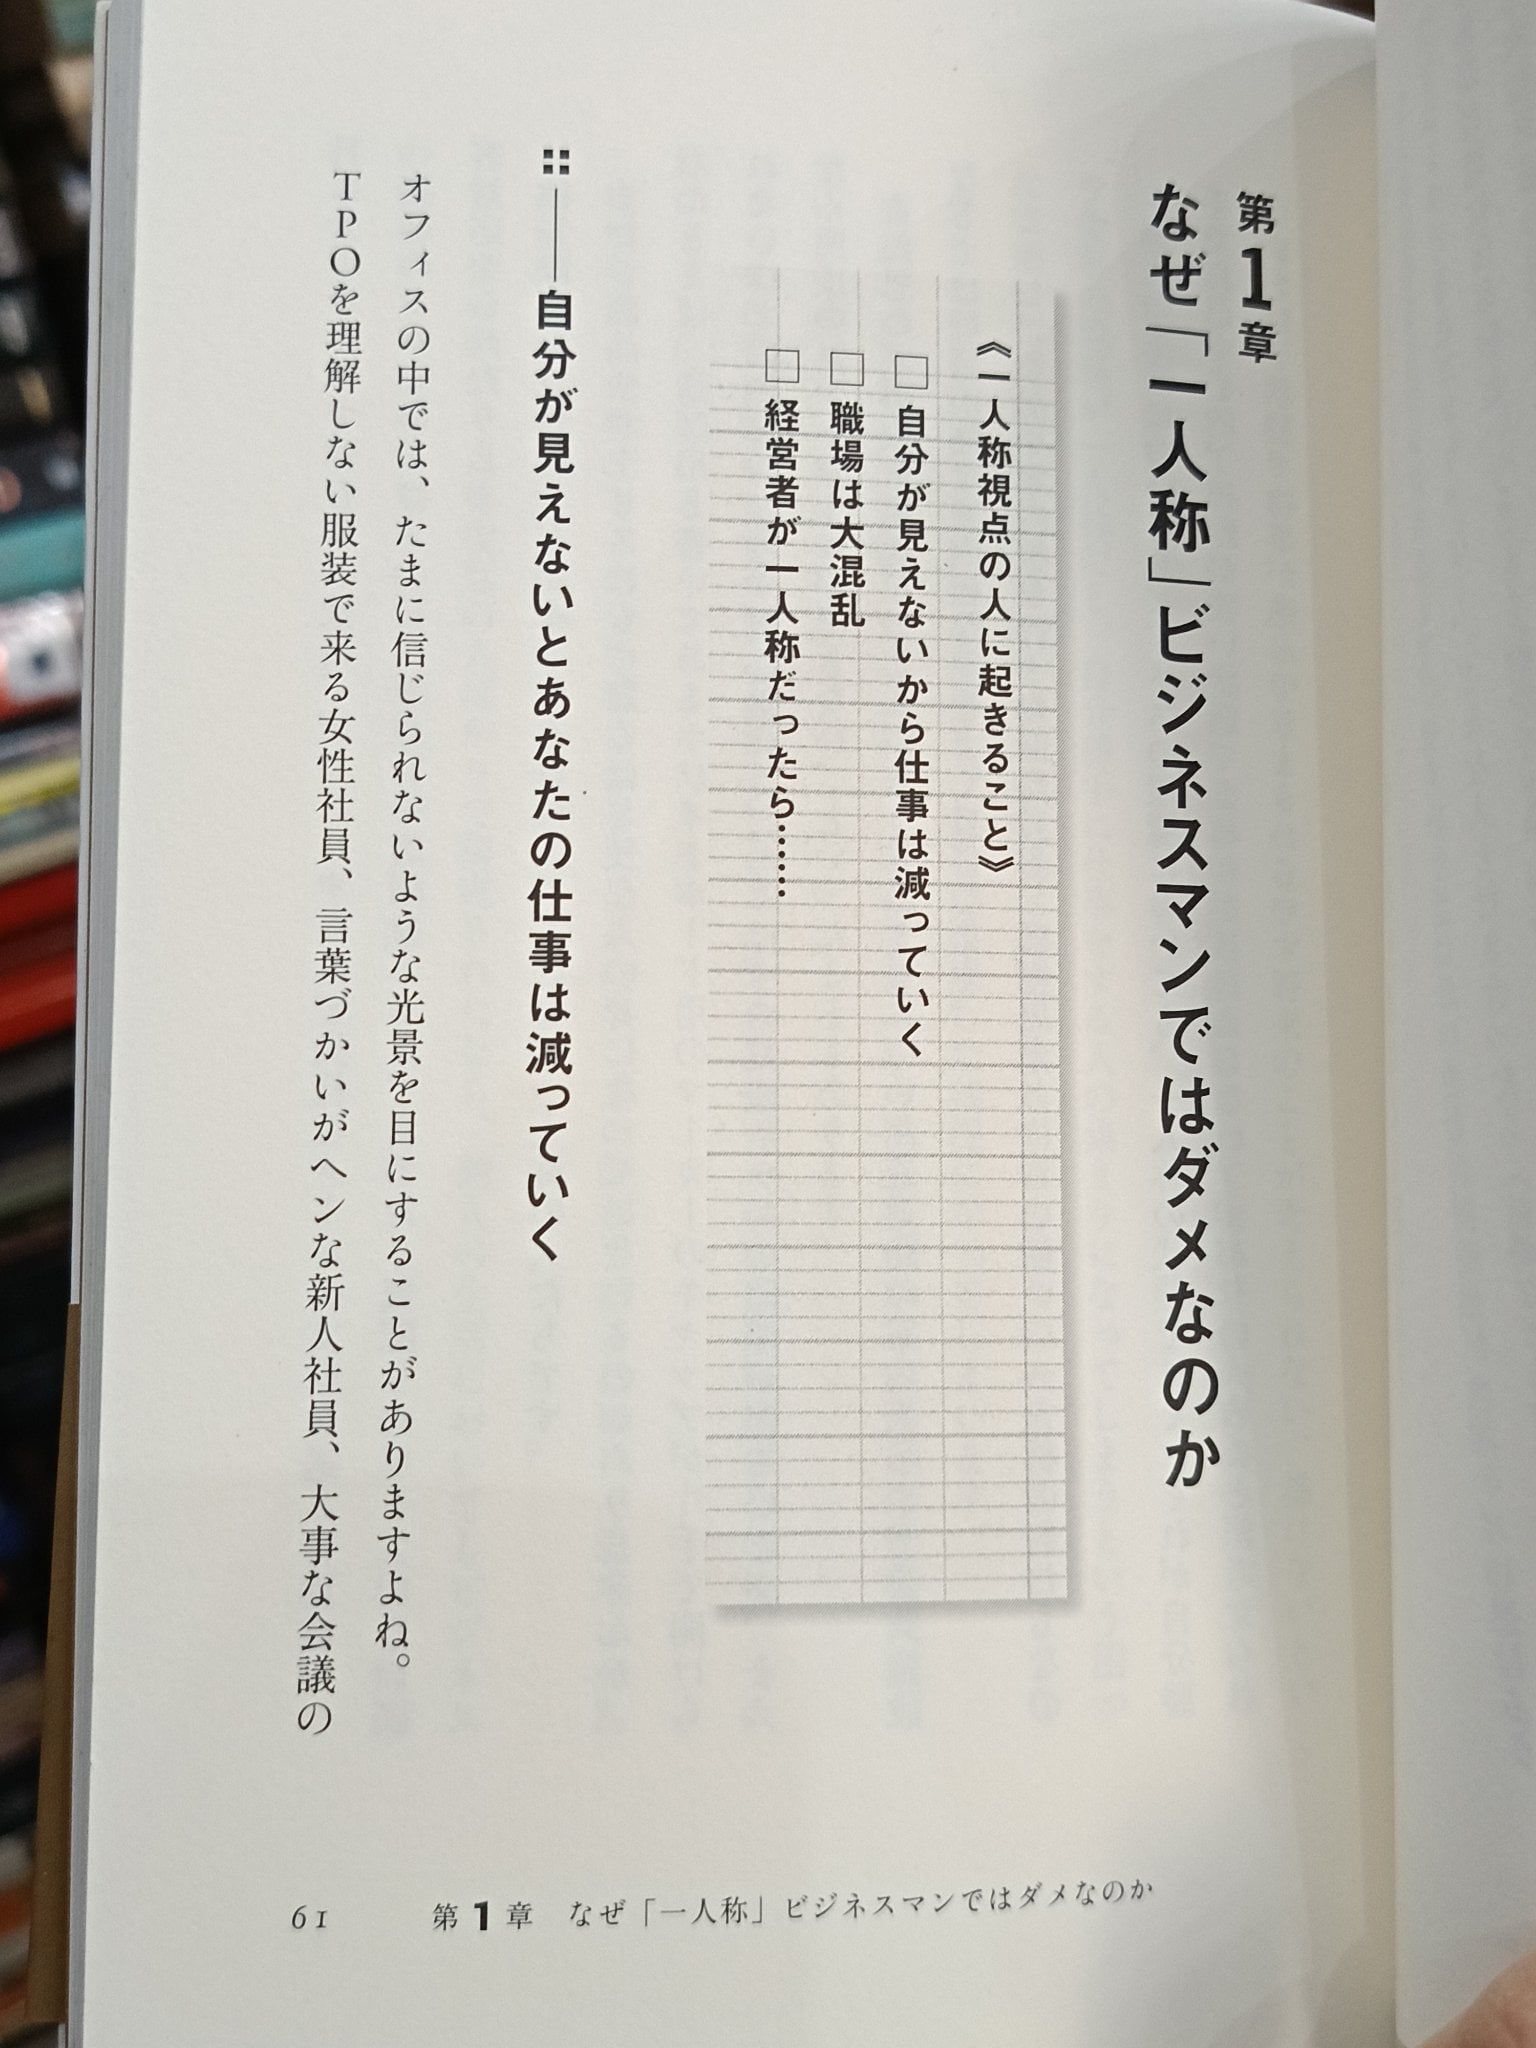 第1章
なぜ「一人称」ビジネスマンではダメなのか
《一人称視点の人に起きること》
□ 自分が見えないから仕事は減っていく
□ 職場は大混乱
□ 経営者が一人称だったら……
自分が見えないとあなたの仕事は減っていく
オフィスの中では、たまに信じられないような光景を目にすることがありますよね。
TPOを理解しない服装で来る女性社員、言葉づかいがヘンな新人社員、大事な会議の
61 第1章 なぜ「一人称」ビジネスマンではダメなのか